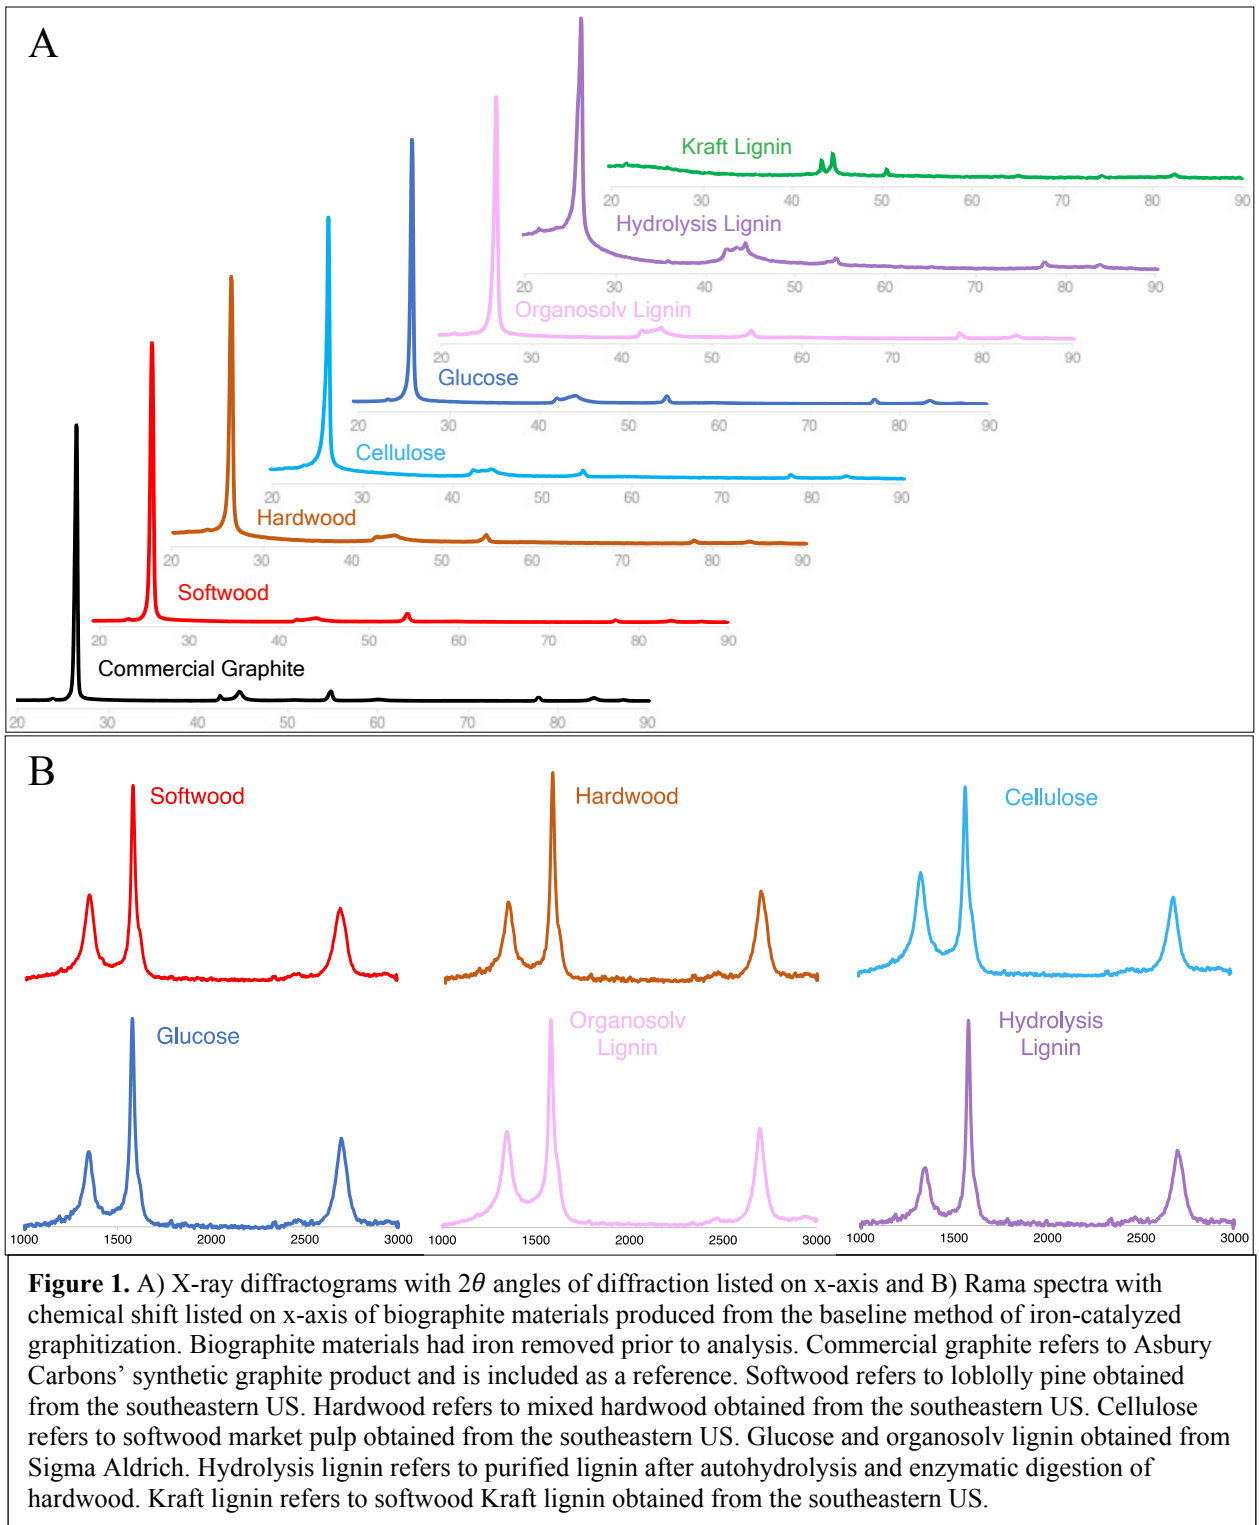 A
Kraft Lignin
20 30 40 50 60 70 80 90
Hydrolysis Lignin
20 30 40 50 60 70 80 90
Organosolv Lignin
20 30 40 50 60 70 80 90
Glucose
20 30 40 50 60 70 80 90
Cellulose
20 30 40 50 60 70 80 90
Hardwood
20 30 40 50 60 70 80 90
Softwood
20 30 40 50 60 70 80 90
Commercial Graphite
20 30 40 50 60 70 80 90
B
Softwood
Hardwood
Cellulose
Glucose
Organosolv
Lignin
Hydrolysis
Lignin
1000 1500 2000 2500 3000
1000 1500 2000 2500 3000
1000 1500 2000 2500 3000
Figure 1. A) X-ray diffractograms with 2θ angles of diffraction listed on x-axis and B) Rama spectra with
chemical shift listed on x-axis of biographite materials produced from the baseline method of iron-catalyzed
graphitization. Biographite materials had iron removed prior to analysis. Commercial graphite refers to Asbury
Carbons’ synthetic graphite product and is included as a reference. Softwood refers to loblolly pine obtained
from the southeastern US. Hardwood refers to mixed hardwood obtained from the southeastern US. Cellulose
refers to softwood market pulp obtained from the southeastern US. Glucose and organosolv lignin obtained from
Sigma Aldrich. Hydrolysis lignin refers to purified lignin after autohydrolysis and enzymatic digestion of
hardwood. Kraft lignin refers to softwood Kraft lignin obtained from the southeastern US.